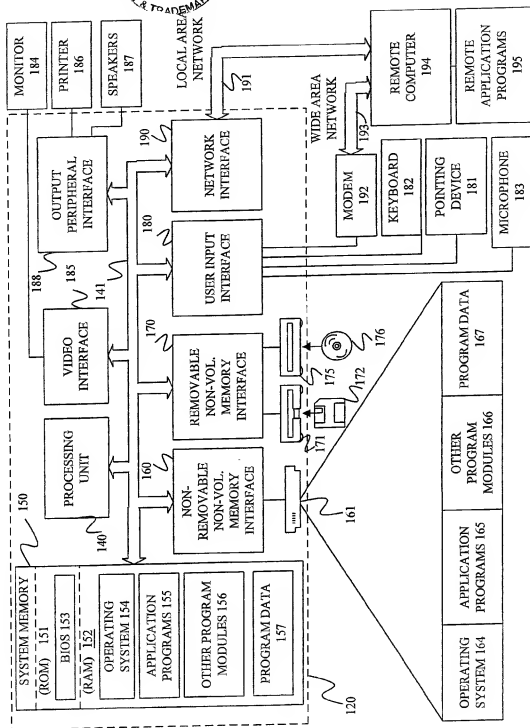 & TRADEMA
MONITOR
184
PRINTER
186
SPEAKERS
187
LOCAL AREA
NETWORK
191
REMOTE
COMPUTER
194
REMOTE
APPLICATION
PROGRAMS
195
WIDE AREA
NETWORK
193
MODEM
192
KEYBOARD
182
POINTING
DEVICE
181
MICROPHONE
183
OUTPUT
PERIPHERAL
INTERFACE
188
185
141
VIDEO INTERFACE
PROCESSING
UNIT
140
190
NETWORK
INTERFACE
180
USER INPUT
INTERFACE
170
REMOVABLE
NON-VOL.
MEMORY
INTERFACE
160
NON-
REMOVABLE
NON-VOL.
MEMORY
INTERFACE
150
SYSTEM MEMORY
(ROM) 151
BIOS 153
(RAM) 152
OPERATING
SYSTEM 154
APPLICATION
PROGRAMS 155
OTHER PROGRAM
MODULES 156
PROGRAM DATA
157
120
161
171
172
175
176
OPERATING
SYSTEM 164
APPLICATION
PROGRAMS 165
OTHER
PROGRAM
MODULES 166
PROGRAM DATA
167